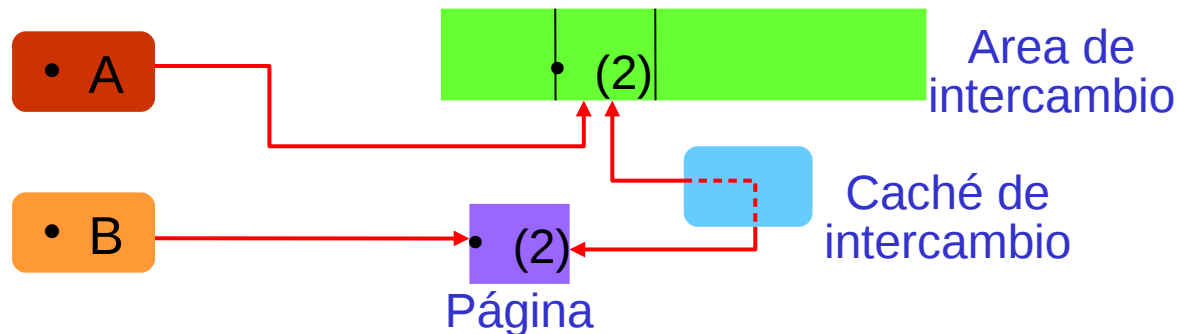 • A
• (2)
Area de
intercambio
• B
• (2)
Página
Caché de
intercambio